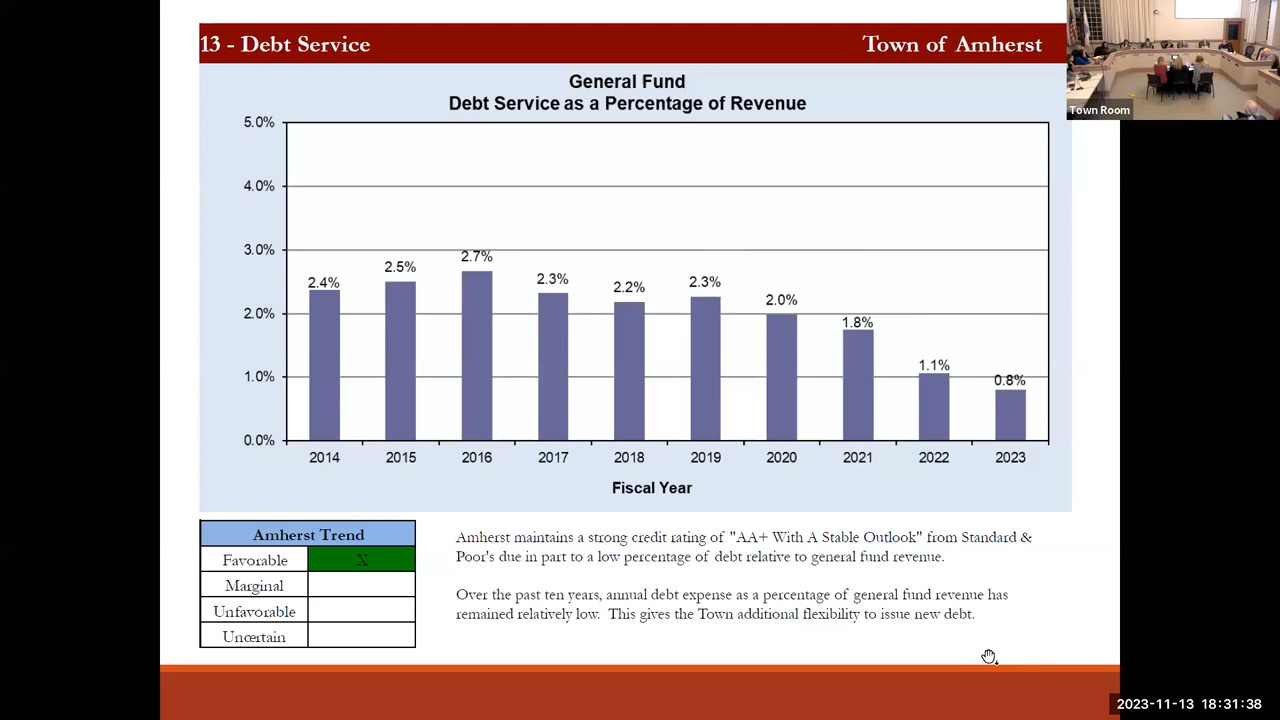 13 - Debt Service
Town of Amherst
Town Room
General Fund
Debt Service as a Percentage of Revenue
5.0%
4.0%
3.0%
2.0%
1.0%
0.0%
2.4%
2.5%
2.7%
2.3%
2.2%
2.3%
2.0%
1.8%
1.1%
0.8%
2014 2015 2016 2017 2018 2019 2020 2021 2022 2023
Fiscal Year
Amherst Trend
Favorable X
Marginal
Unfavorable
Uncertain
Amherst maintains a strong credit rating of "AA+ With A Stable Outlook" from Standard &
Poor's due in part to a low percentage of debt relative to general fund revenue.
Over the past ten years, annual debt expense as a percentage of general fund revenue has
remained relatively low. This gives the Town additional flexibility to issue new debt.
2023-11-13 18:31:38